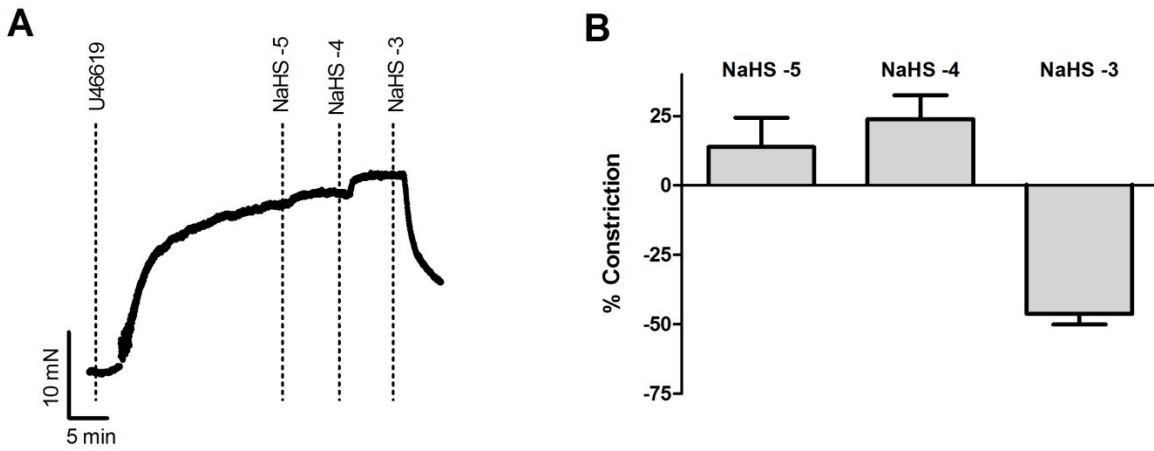 A
U46619
NaHS -5
NaHS -4
NaHS -3
10 mN
5 min
B
NaHS -5
NaHS -4
NaHS -3
% Constriction
25
0
-25
-50
-75